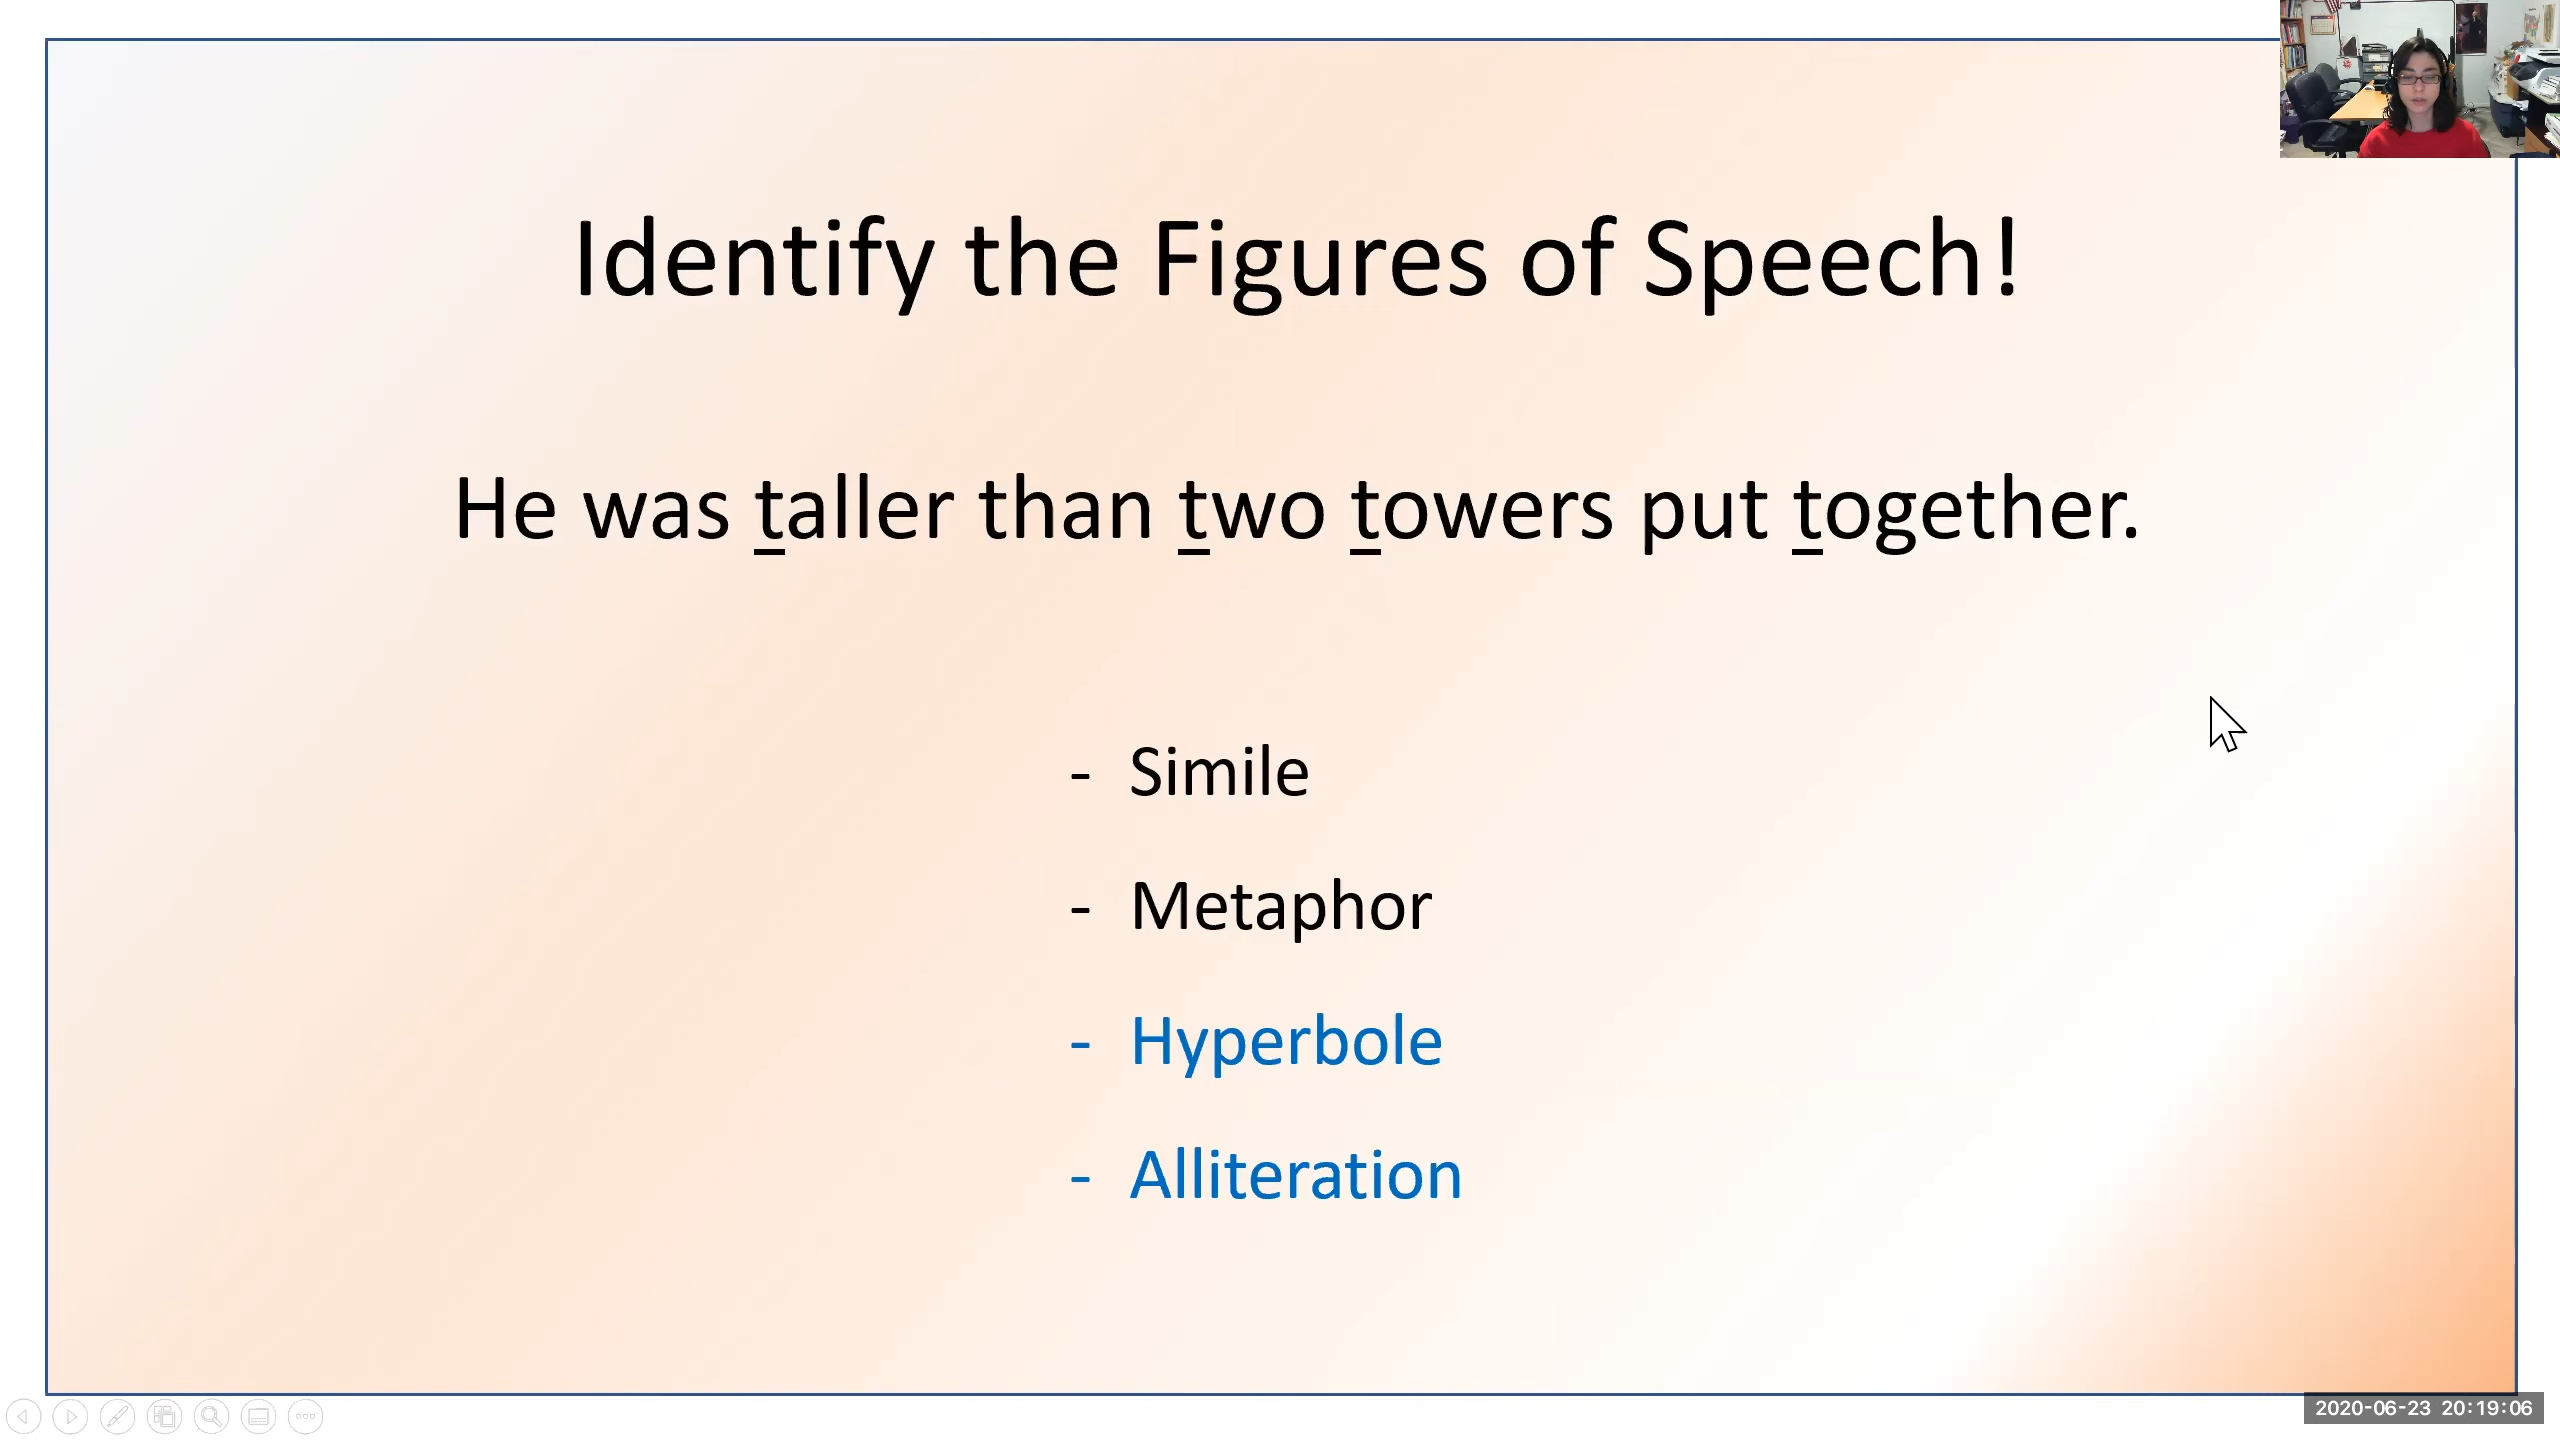 Identify the Figures of Speech!
He was taller than two towers put together.
- Simile
- Metaphor
- Hyperbole
- Alliteration
2020-06-23 20:19:06